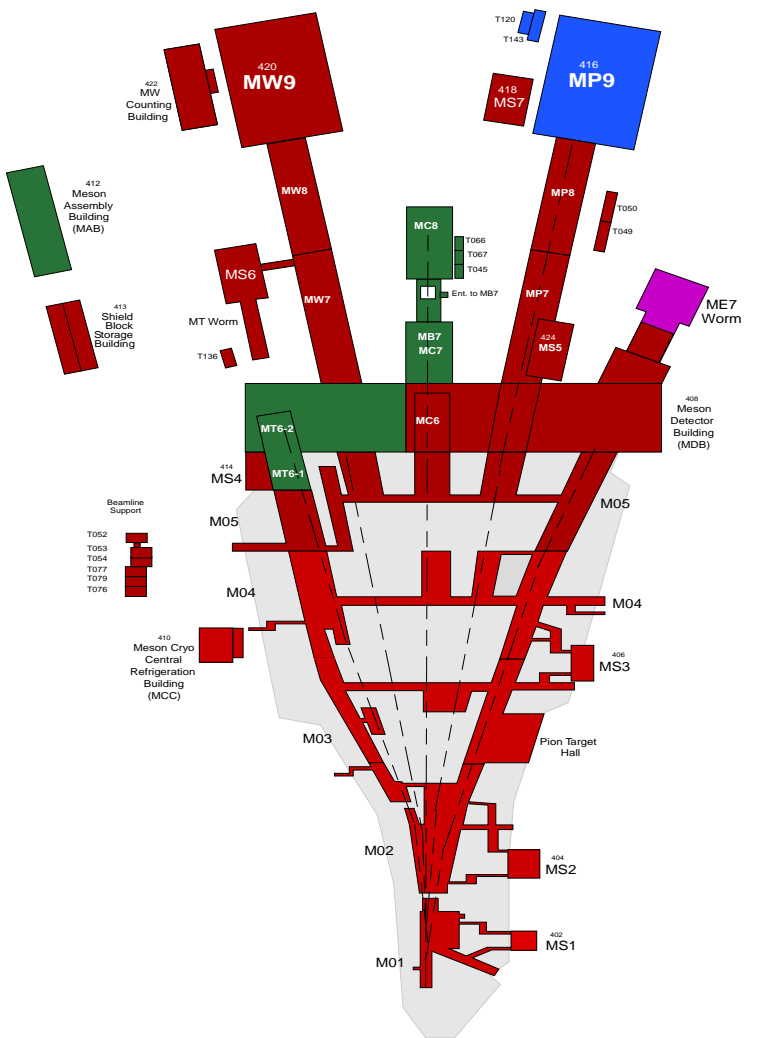 T120
T143
420
MW9
416
MP9
422
MW
Counting
Building
418
MS7
412
Meson
Assembly
Building
(MAB)
MW8
MP8
T050
T049
MC8
T066
T067
T045
MS6
Ent. to MB7
MW7
MP7
ME7
Worm
413
Shield
Block
Storage
Building
MT Worm
T136
MB7
MC7
424
MS5
408
Meson
Detector
Building
(MDB)
MC6
MT6-2
MT6-1
414
MS4
Beamline
Support
M05
M05
T052
T053
T054
T077
T079
T076
M04
M04
410
Meson Cryo
Central
Refrigeration
Building
(MCC)
406
MS3
M03
Pion Target
Hall
M02
404
MS2
402
MS1
M01